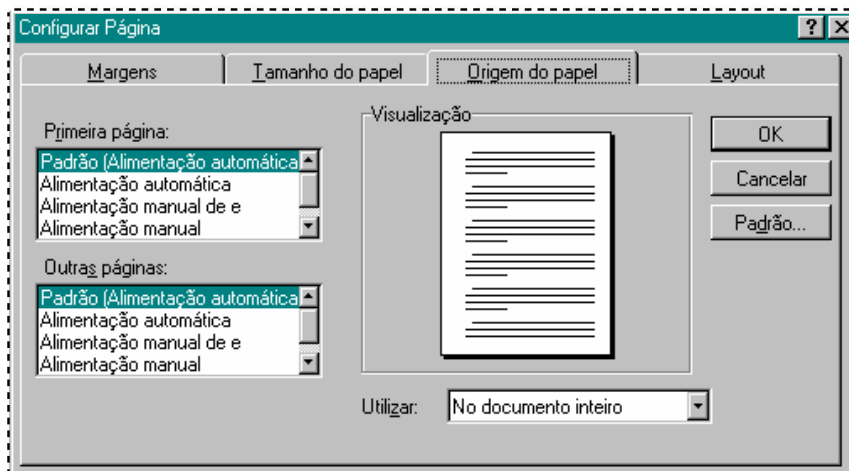 Configurar Página
Margens Tamanho do papel Origem do papel Layout
Primeira página:
Padrão (Alimentação automática
Alimentação automática
Alimentação manual de e
Alimentação manual
Outras páginas:
Padrão (Alimentação automática
Alimentação automática
Alimentação manual de e
Alimentação manual
Visualização
Utilizar: No documento inteiro
OK
Cancelar
Padrão...